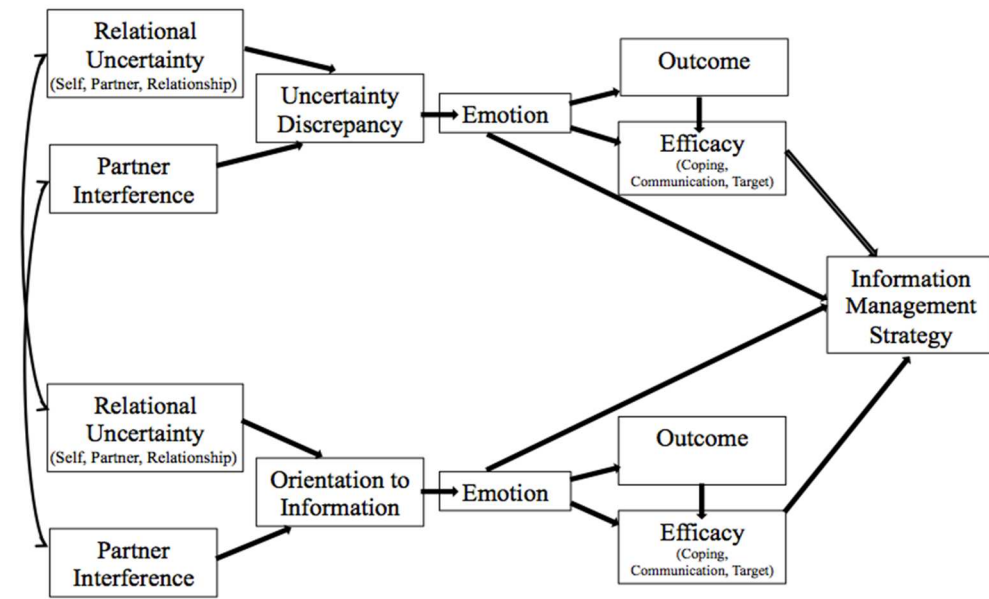 Relational
Uncertainty
(Self, Partner, Relationship)
Partner
Interference
Uncertainty
Discrepancy
Emotion
Outcome
Efficacy
(Coping,
Communication, Target)
Information
Management
Strategy
Relational
Uncertainty
(Self, Partner, Relationship)
Partner
Interference
Orientation to
Information
Emotion
Outcome
Efficacy
(Coping,
Communication, Target)